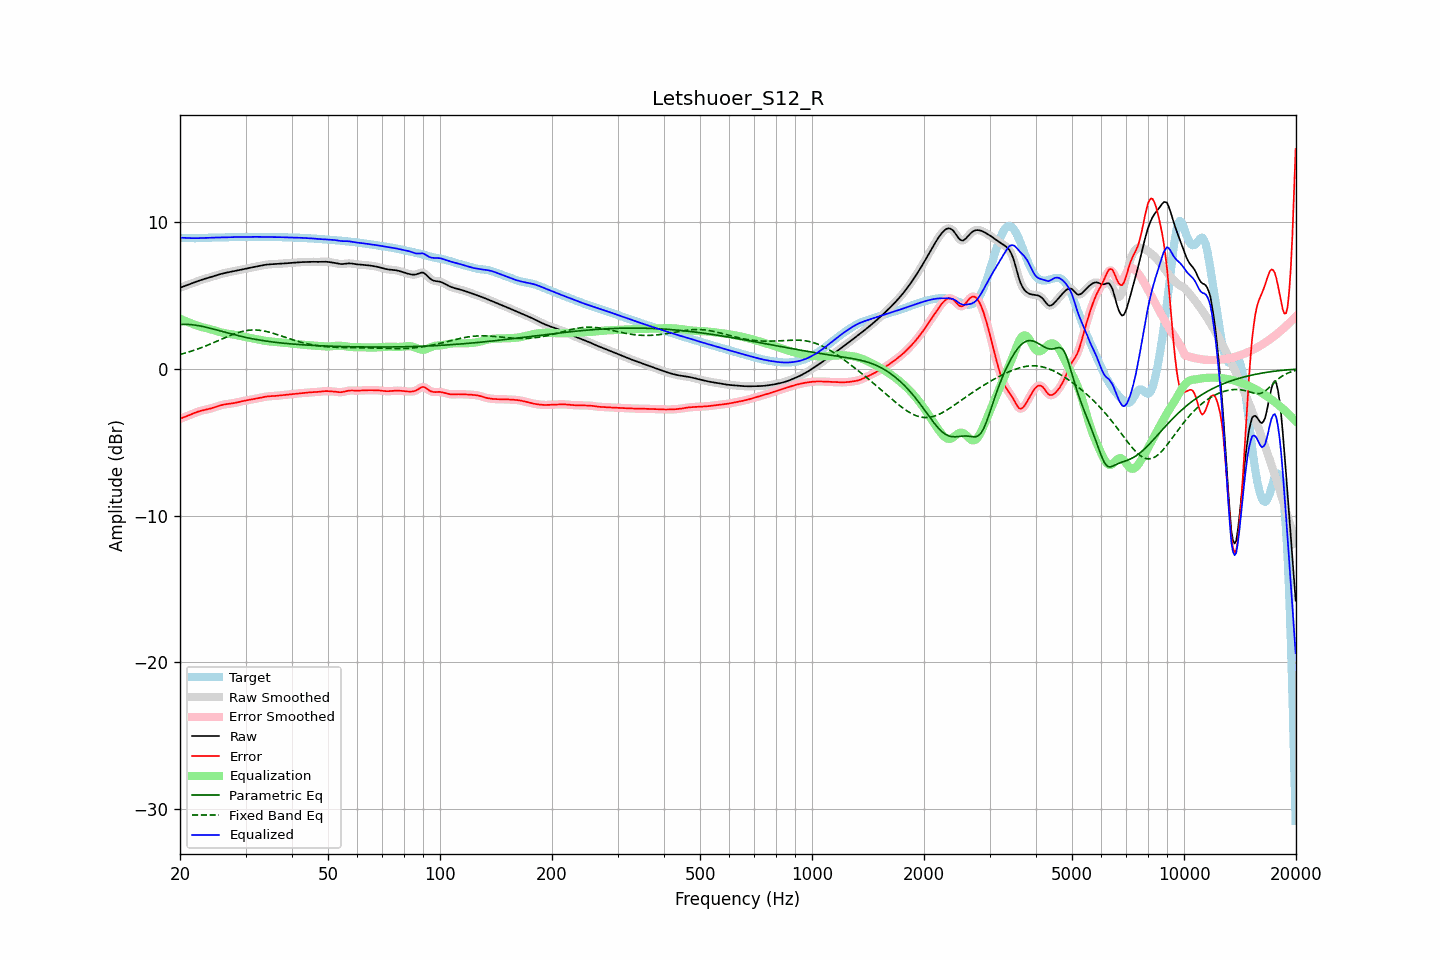 Letshuoer_S12_R
Amplitude (dBr)
10
0
−10
−20
−30
Target
Raw Smoothed
Error Smoothed
Raw
Error
Equalization
Parametric Eq
Fixed Band Eq
Equalized
20 50 100 200 500 1000 2000 5000 10000 20000
Frequency (Hz)